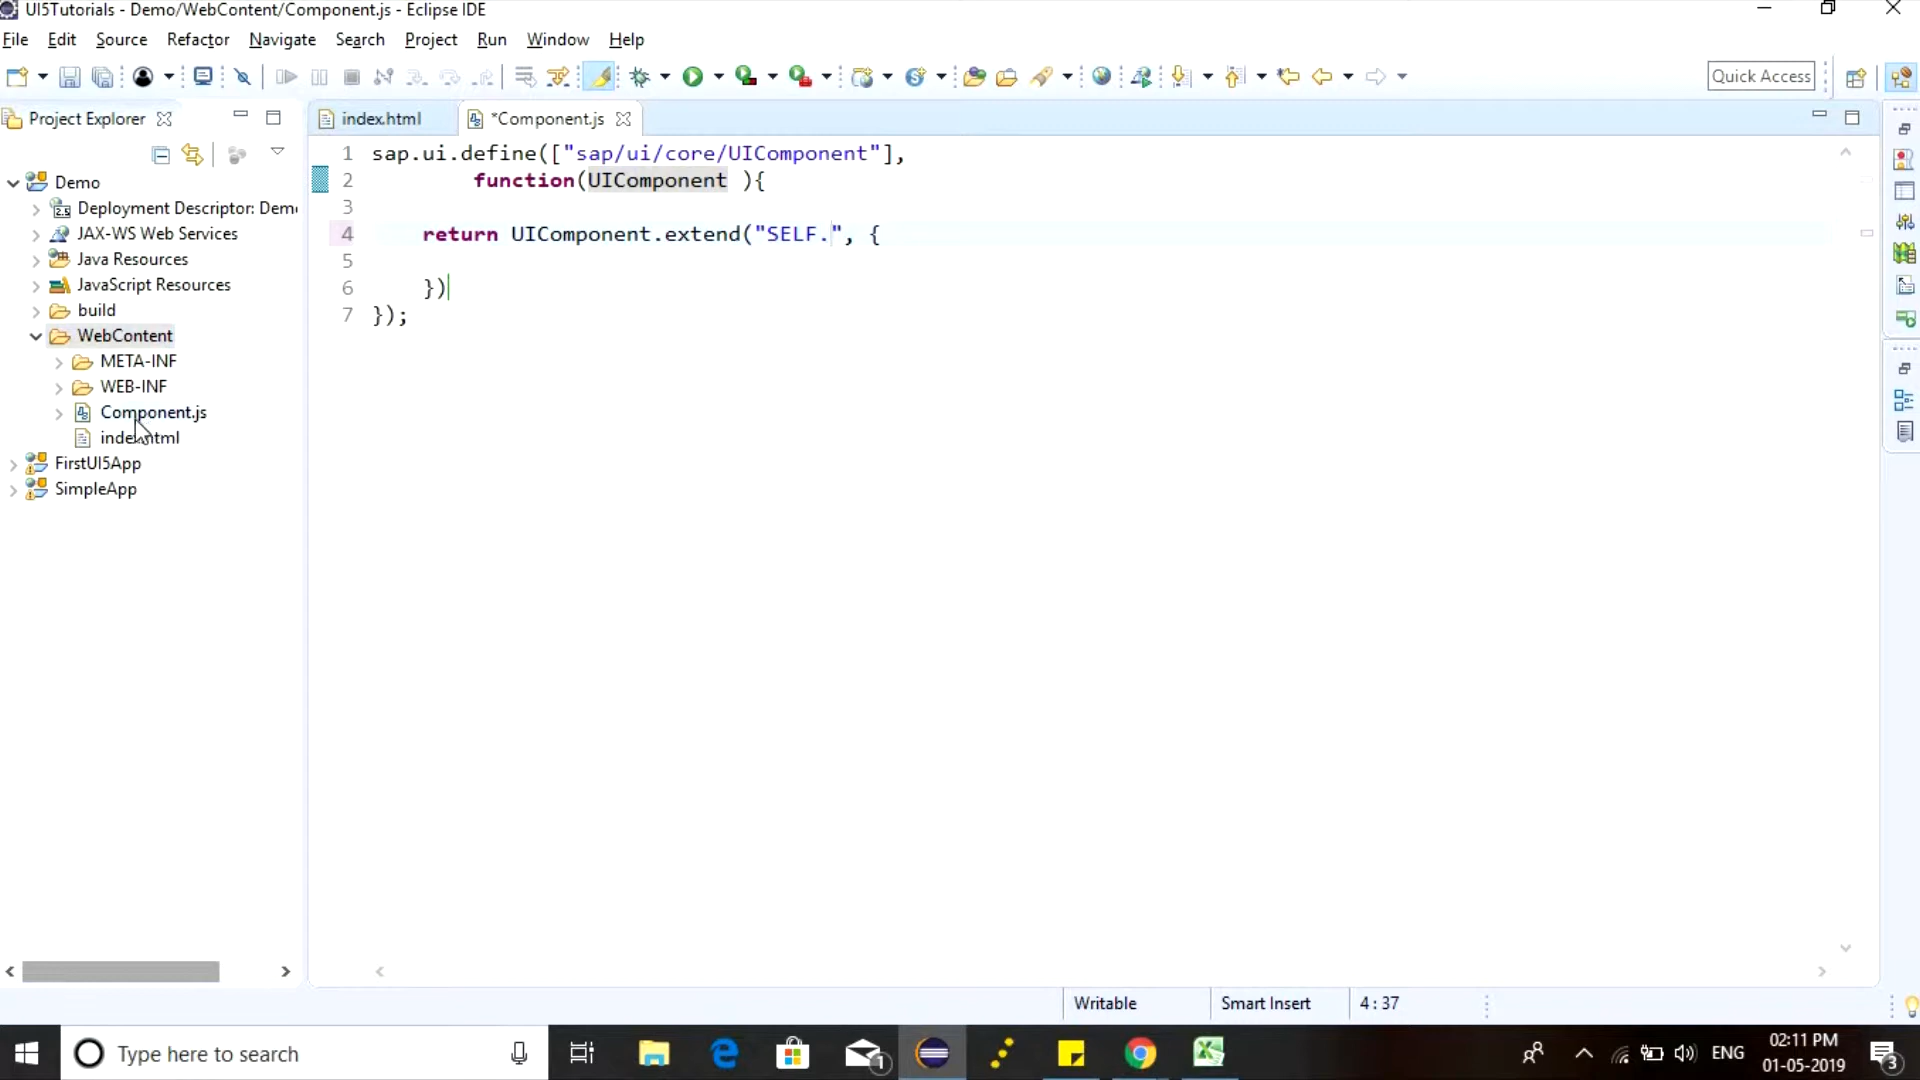 UI5Tutorials - Demo/WebContent/Component.js - Eclipse IDE
File Edit Source Refactor Navigate Search Project Run Window Help
Quick Access
Project Explorer
index.html
*Component.js
Demo
2.5 Deployment Descriptor: Dem
JAX-WS Web Services
Java Resources
JavaScript Resources
build
WebContent
META-INF
WEB-INF
Component.js
FirstUI5App
SimpleApp
1 sap.ui.define(["sap/ui/core/UIComponent"],
2 function(UIComponent ){
3
4 return UIComponent.extend("SELF.", {
5
6 })
7 });
Writable
Smart Insert
4 : 37
Type here to search
1
ENG
02:11 PM
01-05-2019
3